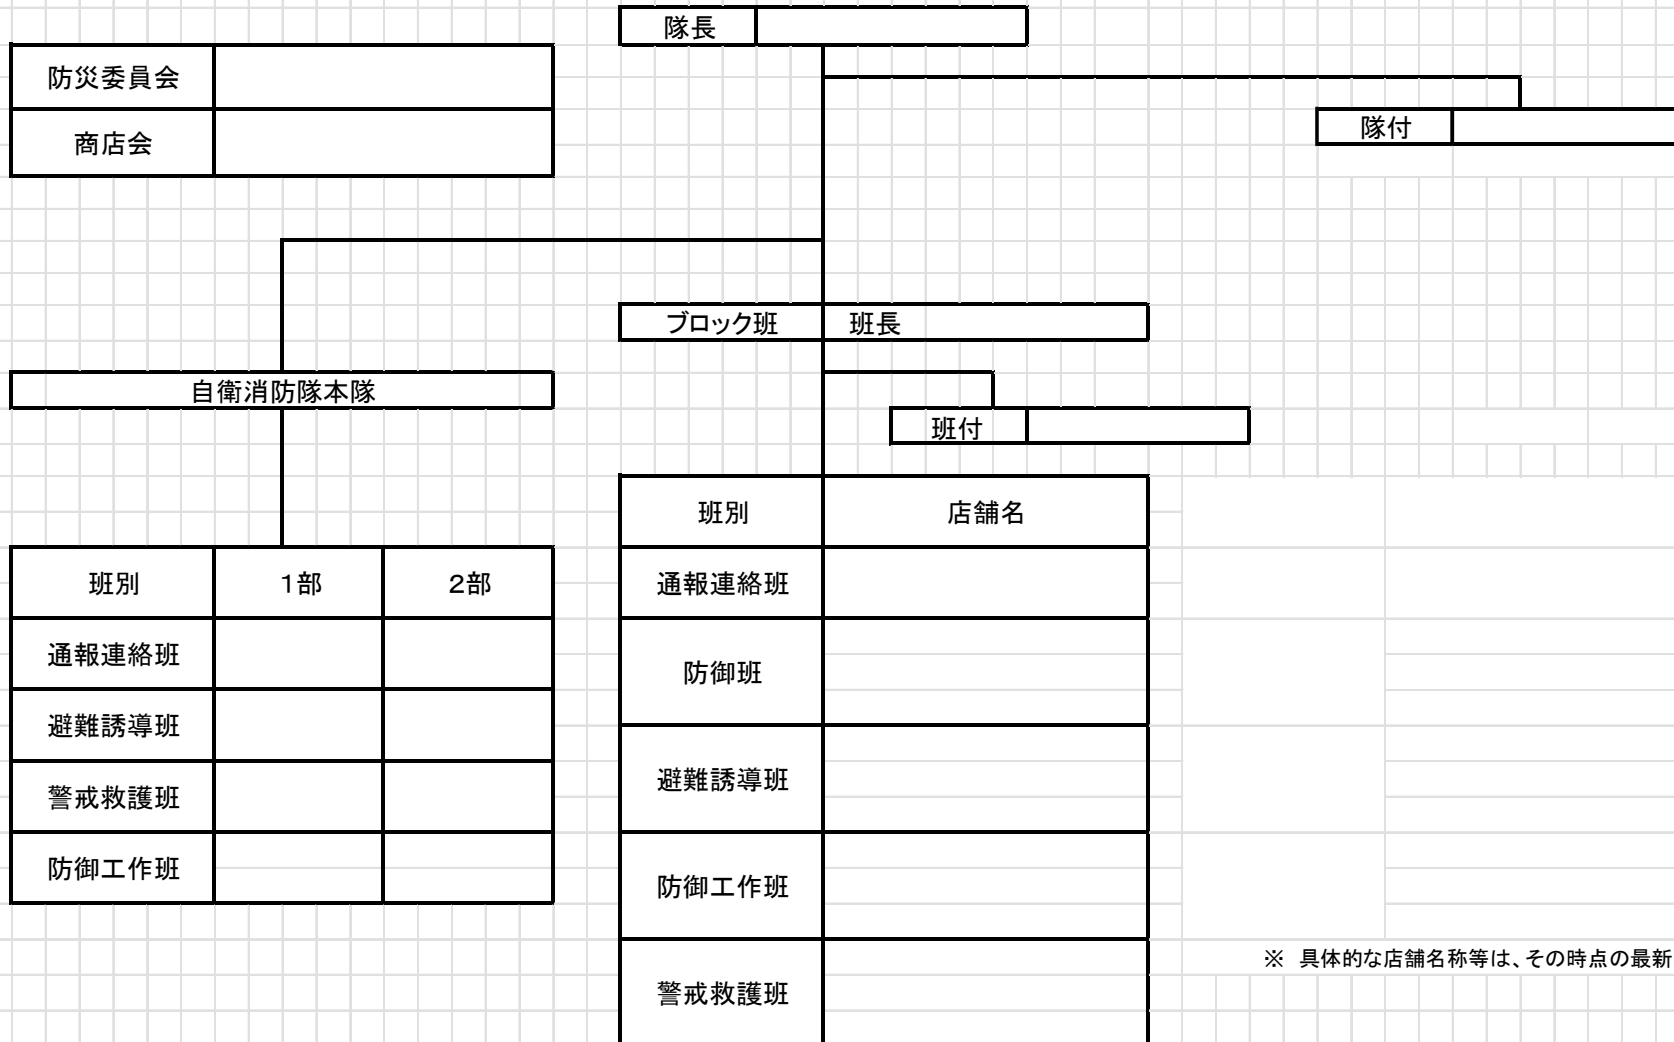 隊長
防災委員会
商店会
隊付
ブロック班 班長
自衛消防隊本隊
班付
班別 店舗名
通報連絡班
防御班
避難誘導班
防御工作班
警戒救護班
班別 1部 2部
通報連絡班
避難誘導班
警戒救護班
防御工作班
※ 具体的な店舗名称等は、その時点の最新